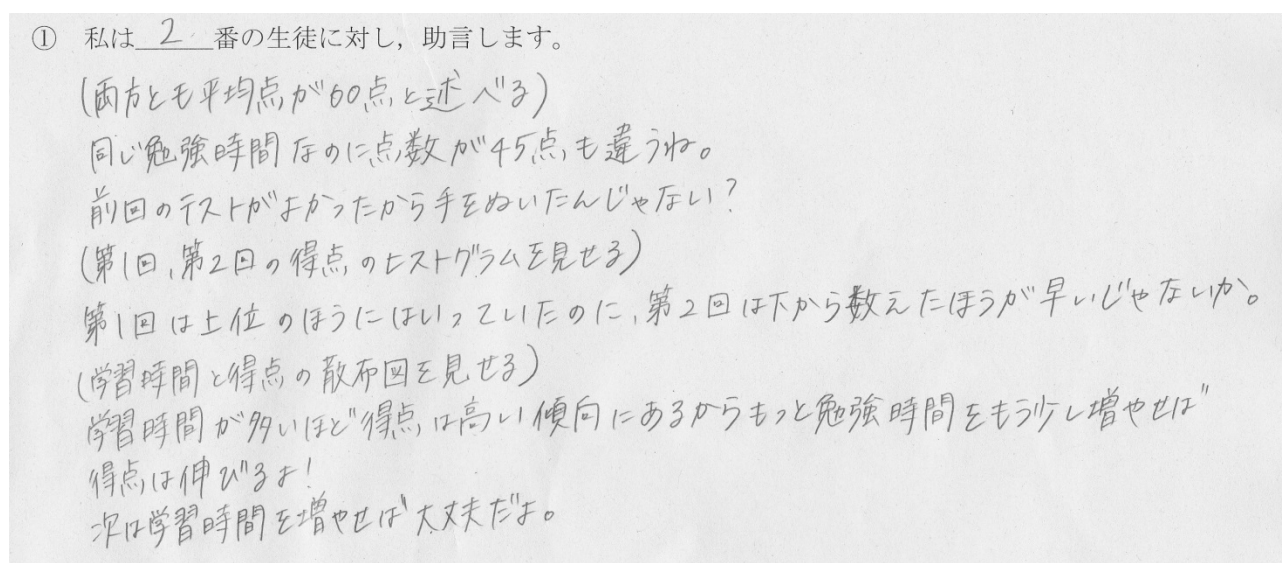 ① 私は 2 番の生徒に対し，助言します。
(両方とも平均点が60点と述べる)
同じ勉強時間なのに点数が45点も違うね。
前回のテストがよかったから手をぬいたんじゃない？
(第1回、第2回の得点のヒストグラムを見せる)
第1回は上位のほうにはいっていたのに、第2回は下から数えたほうが早いじゃないか。
(学習時間と得点の散布図を見せる)
学習時間が多いほど得点は高い傾向にあるからもっと勉強時間をもう少し増やせば
得点は伸びるよ！
次は学習時間を増やせば大丈夫だよ。